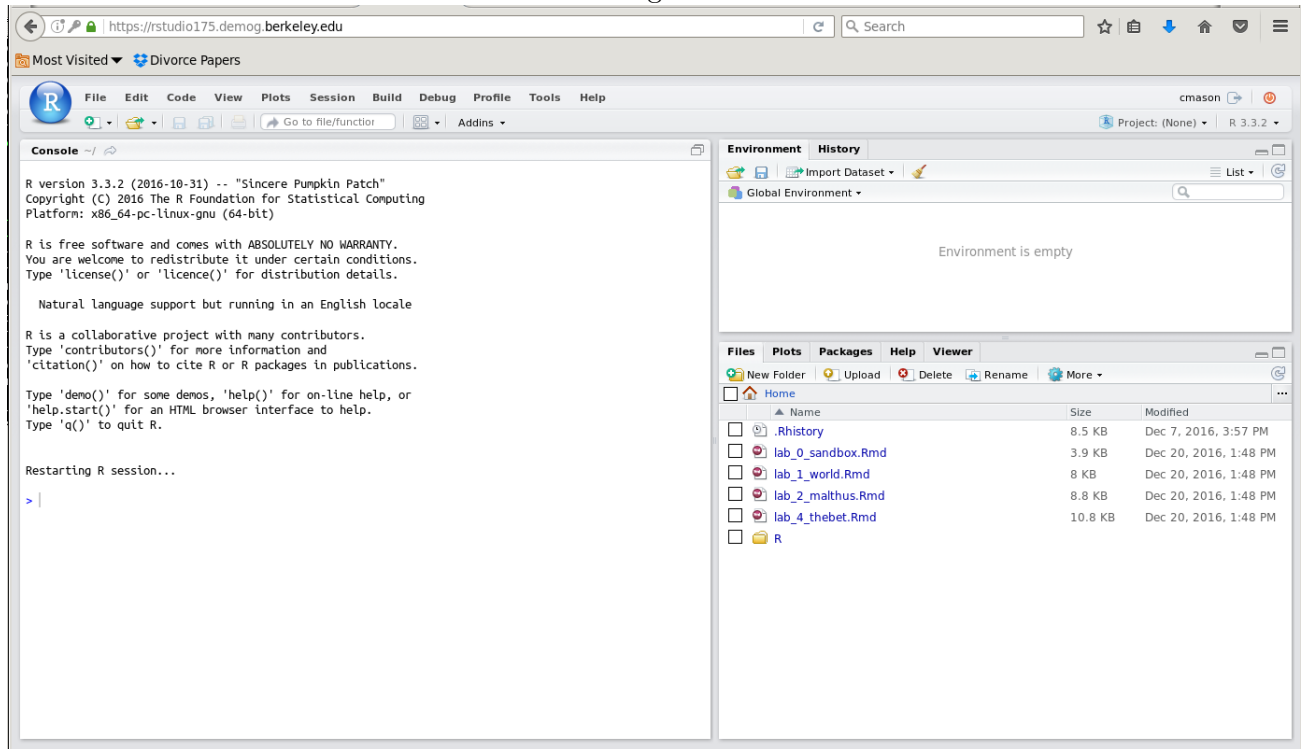 https://rstudio175.demog.berkeley.edu
Search
Most Visited
Divorce Papers
R
File Edit Code View Plots Session Build Debug Profile Tools Help
cmason
Go to file/function
Addins
Project: (None)
R 3.3.2
Console ~/
R version 3.3.2 (2016-10-31) -- "Sincere Pumpkin Patch"
Copyright (C) 2016 The R Foundation for Statistical Computing
Platform: x86_64-pc-linux-gnu (64-bit)
R is free software and comes with ABSOLUTELY NO WARRANTY.
You are welcome to redistribute it under certain conditions.
Type 'license()' or 'licence()' for distribution details.
Natural language support but running in an English locale
R is a collaborative project with many contributors.
Type 'contributors()' for more information and
'citation()' on how to cite R or R packages in publications.
Type 'demo()' for some demos, 'help()' for on-line help, or
'help.start()' for an HTML browser interface to help.
Type 'q()' to quit R.
Restarting R session...
>
Environment History
Import Dataset
List
Global Environment
Environment is empty
Files Plots Packages Help Viewer
New Folder Upload Delete Rename More
Home ...
Name Size Modified
.Rhistory 8.5 KB Dec 7, 2016, 3:57 PM
lab_0_sandbox.Rmd 3.9 KB Dec 20, 2016, 1:48 PM
lab_1_world.Rmd 8 KB Dec 20, 2016, 1:48 PM
lab_2_malthus.Rmd 8.8 KB Dec 20, 2016, 1:48 PM
lab_4_thebet.Rmd 10.8 KB Dec 20, 2016, 1:48 PM
R